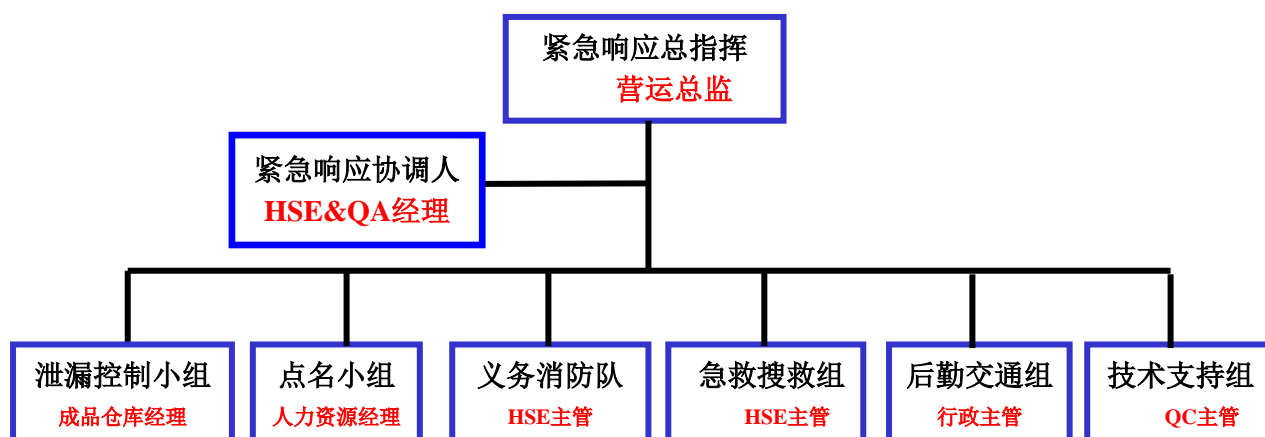 紧急响应总指挥
营运总监
紧急响应协调人
HSE&QA经理
泄漏控制小组
成品仓库经理
点名小组
人力资源经理
义务消防队
HSE主管
急救搜救组
HSE主管
后勤交通组
行政主管
技术支持组
QC主管